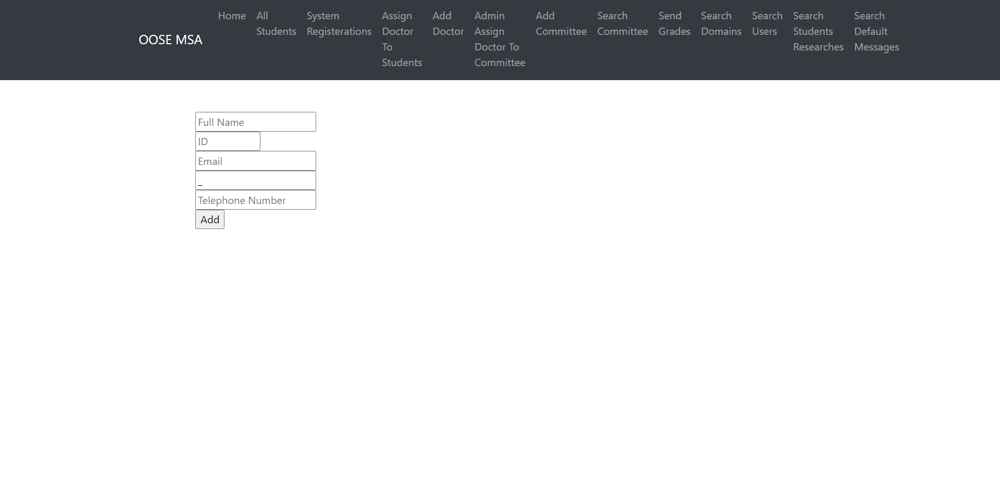 OOSE MSA
Home
All
Students
System
Registerations
Assign
Doctor
To
Students
Add
Doctor
Admin
Assign
Doctor To
Committee
Add
Committee
Search
Committee
Send
Grades
Search
Domains
Search
Users
Search
Students
Researches
Search
Default
Messages
Full Name
ID
Email
_
Telephone Number
Add